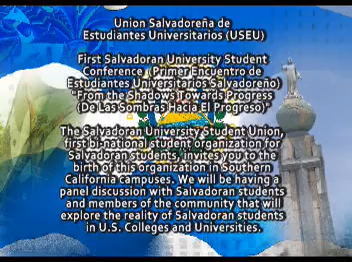 Union Salvadoreña de
Estudiantes Universitarios (USEU)
First Salvadoran University Student
Conference (Primer Encuentro de
Estudiantes Universitarios Salvadoreño)
"From the Shadows Towards Progress
(De Las Sombras Hacia El Progreso)"
The Salvadoran University Student Union,
first bi-national student organization for
Salvadoran students, invites you to the
birth of this organization in Southern
California campuses. We will be having a
panel discussion with Salvadoran students
and members of the community that will
explore the reality of Salvadoran students
in U.S. Colleges and Universities.